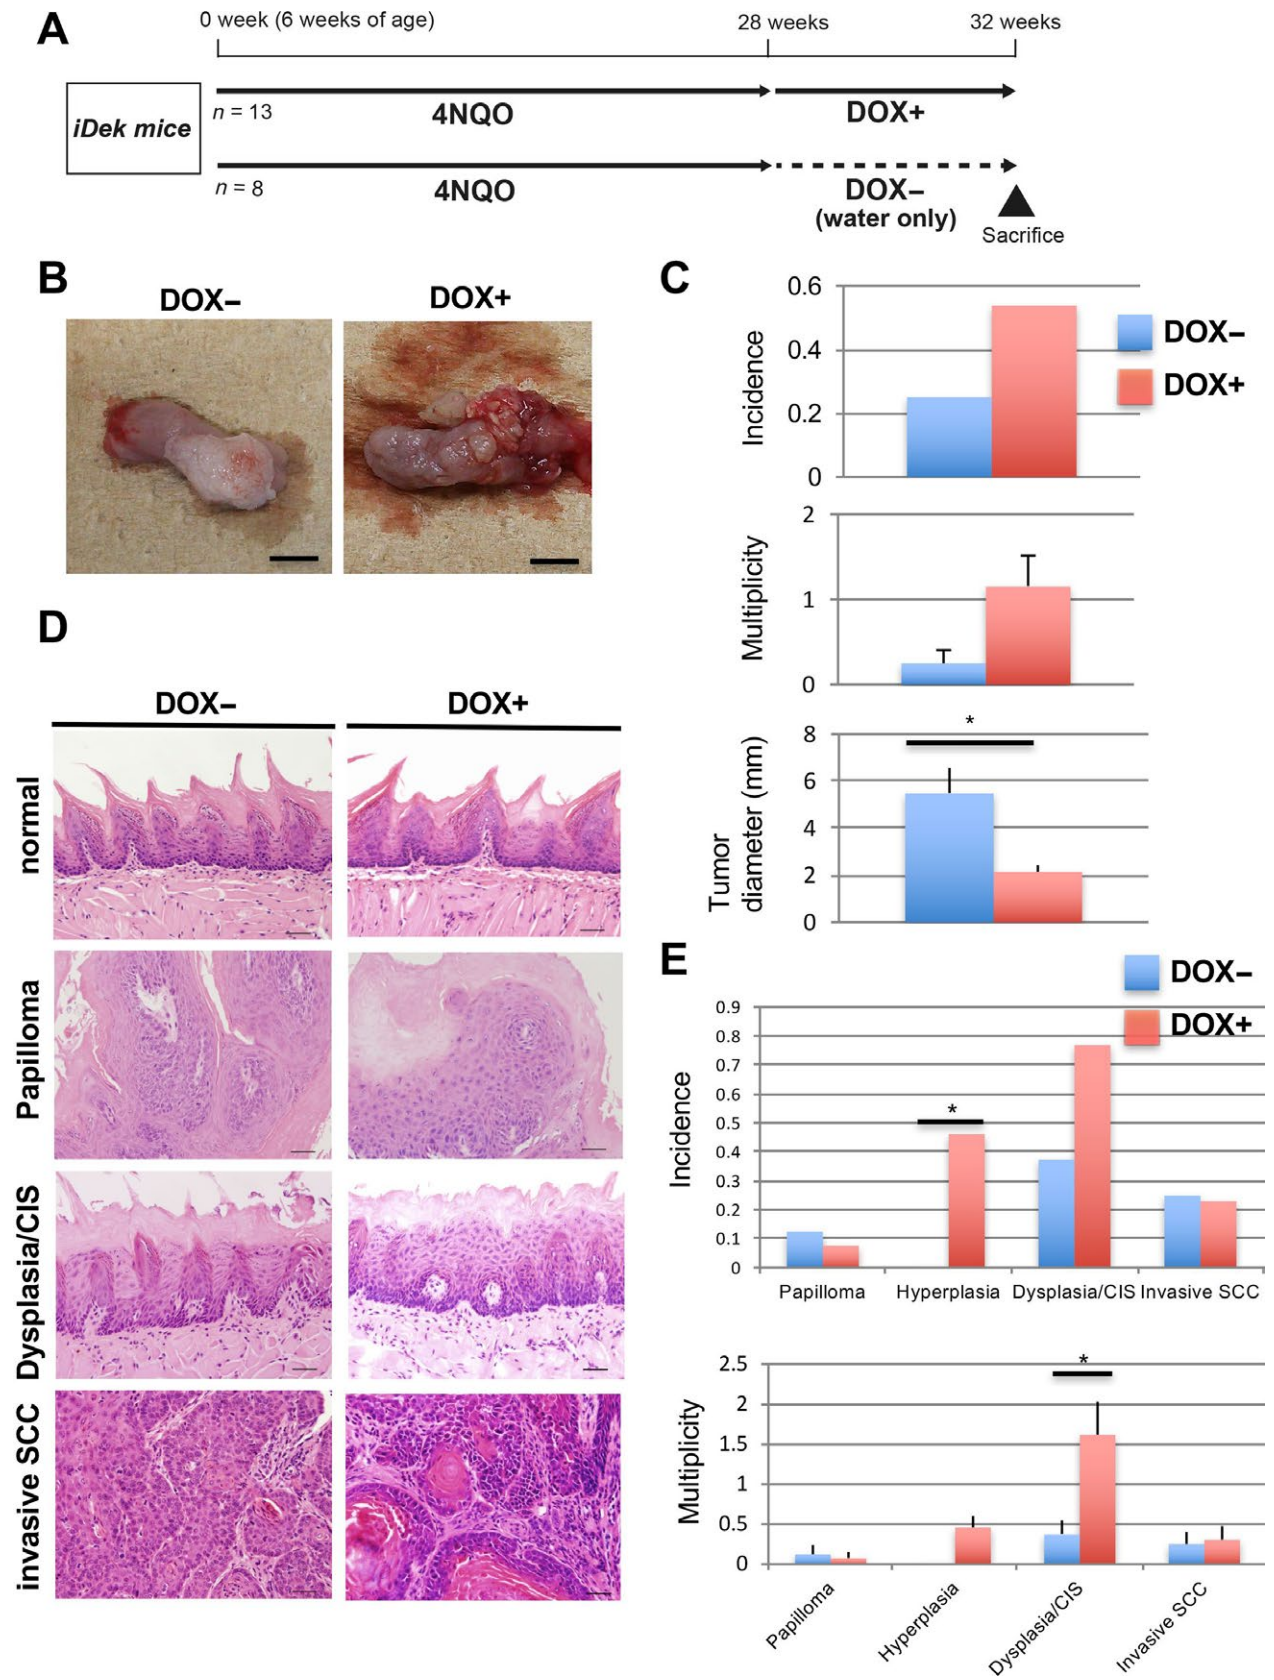 A
0 week (6 weeks of age)
28 weeks
32 weeks
iDek mice
n = 13
4NQO
DOX+
n = 8
4NQO
DOX–
(water only)
Sacrifice
B
DOX–
DOX+
C
0.6
0.4
0.2
0
Incidence
DOX–
DOX+
2
1
0
Multiplicity
8
6
4
2
0
Tumor
diameter (mm)
*
D
DOX–
DOX+
normal
Papilloma
Dysplasia/CIS
invasive SCC
E
DOX–
DOX+
0.9
0.8
0.7
0.6
0.5
0.4
0.3
0.2
0.1
0
Incidence
*
Papilloma
Hyperplasia
Dysplasia/CIS
Invasive SCC
2.5
2
1.5
1
0.5
0
Multiplicity
*
Papilloma
Hyperplasia
Dysplasia/CIS
Invasive SCC